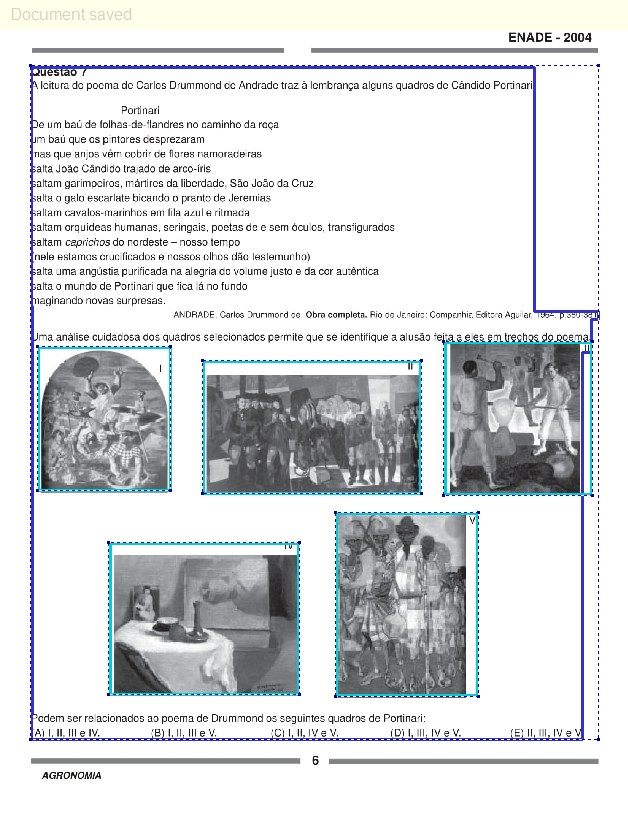 Document saved
ENADE - 2004
Questão 7
A leitura do poema de Carlos Drummond de Andrade traz à lembrança alguns quadros de Cândido Portinari
Portinari
De um baú de folhas-de-flandres no caminho da roça
um baú que os pintores desprezaram
mas que anjos vêm cobrir de flores namoradeiras
salta João Cândido trajado de arco-íris
saltam garimpeiros, mártires da liberdade, São João da Cruz
salta o galo escarlate bicando o pranto de Jeremias
saltam cavalos-marinhos em fila azul e ritmada
saltam orquídeas humanas, seringais, poetas de e sem óculos, transfigurados
saltam caprichos do nordeste – nosso tempo
(nele estamos crucificados e nossos olhos dão testemunho)
salta uma angústia purificada na alegria do volume justo e da cor autêntica
salta o mundo de Portinari que fica lá no fundo
maginando novas surpresas.
ANDRADE, Carlos Drummond de. Obra completa. Rio de Janeiro: Companhia Editora Aguilar, 1964. p.380-381
Uma análise cuidadosa dos quadros selecionados permite que se identifique a alusão feita a eles em trechos do poema
I
II
IV
V
Podem ser relacionados ao poema de Drummond os seguintes quadros de Portinari:
(A) I, II, III e IV. (B) I, II, III e V. (C) I, II, IV e V. (D) I, III, IV e V. (E) II, III, IV e V
6
AGRONOMIA